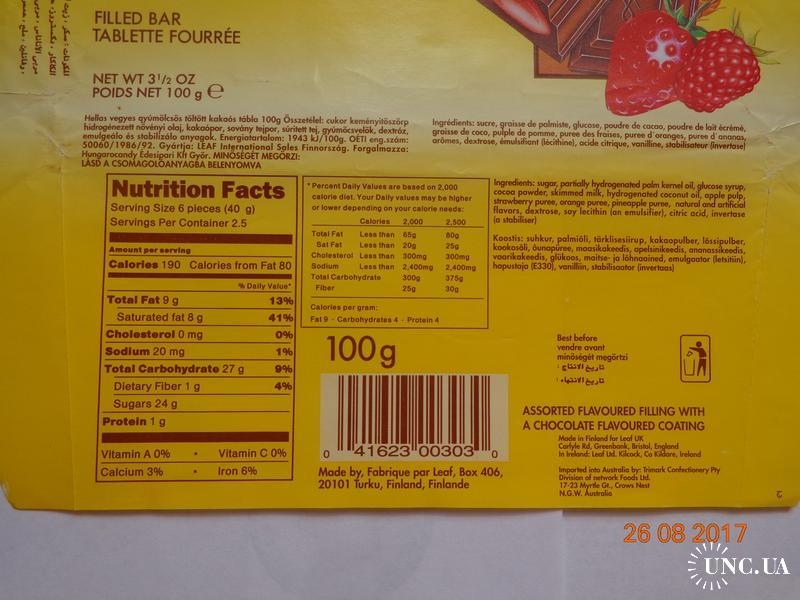 FILLED BAR
TABLETTE FOURRÉE
NET WT 3 1/2 OZ
POIDS NET 100 g ℮
Hellas vegyes gyümölcsös töltött kakaós tábla 100g Összetétel: cukor keményitőszörp
hidrogénezett növényi olaj, kakaópor, sovány tejpor, süritett tej, gyümölcsvelők, dextróz,
emulgeáló és stabilizáló anyagok. Energiatartalom: 1943 kJ/100g. OÉTI eng.szám:
50060/1986/92. Gyártja: LEAF International Sales Finnország. Forgalmazza:
Hungarocandy Édesipari Kft Győr. MINŐSÉGÉT MEGŐRZI:
LÁSD A CSOMAGOLÓANYAGBA BELENYOMVA
Ingrédients: sucre, graisse de palmiste, glucose, poudre de cacao, poudre de lait écrémé,
graisse de coco, pulpe de pomme, puree des fraises, puree d'oranges, puree d'ananas,
arômes, dextrose, émulsifiant (lécithine), acide citrique, vanilline, stabilisateur (invertase)
Nutrition Facts
Serving Size 6 pieces (40 g)
Servings Per Container 2.5
Amount per serving
Calories 190 Calories from Fat 80
% Daily Value*
Total Fat 9 g 13%
Saturated fat 8 g 41%
Cholesterol 0 mg 0%
Sodium 20 mg 1%
Total Carbohydrate 27 g 9%
Dietary Fiber 1 g 4%
Sugars 24 g
Protein 1 g
Vitamin A 0% • Vitamin C 0%
Calcium 3% • Iron 6%
* Percent Daily Values are based on 2,000
calorie diet. Your Daily values may be higher
or lower depending on your calorie needs:
Calories 2,000 2,500
Total Fat Less than 65g 80g
Sat Fat Less than 20g 25g
Cholesterol Less than 300mg 300mg
Sodium Less than 2,400mg 2,400mg
Total Carbohydrate 300g 375g
Fiber 25g 30g
Calories per gram:
Fat 9 - Carbohydrates 4 - Protein 4
Ingredients: sugar, partially hydrogenated palm kernel oil, glucose syrup,
cocoa powder, skimmed milk, hydrogenated coconut oil, apple pulp,
strawberry puree, orange puree, pineapple puree, natural and artificial
flavors, dextrose, soy lecithin (an emulsifier), citric acid, invertase
(a stabiliser)
Koostis: suhkur, palmiõli, tärklisesiirup, kakaopulber, lõssipulber,
kookosõli, õunapüree, maasikakeedis, apelsinikeedis, ananassikeedis,
vaarikakeedis, glükoos, maitse- ja lõhnaained, emulgaator (letsitiin),
hapustaja (E330), vanilliin, stabilisaator (invertaas)
100g
0 41623 00303 0
Made by, Fabrique par Leaf, Box 406,
20101 Turku, Finland, Finlande
Best before
vendre avant
minőségét megőrtzi
تاريخ الانتاج :
تاريخ الانتهاء :
ASSORTED FLAVOURED FILLING WITH
A CHOCOLATE FLAVOURED COATING
Made in Finland for Leaf UK
Carlyle Rd, Greenbank, Bristol, England
In Ireland: Leaf Ltd. Kilcock, Co Kildare, Ireland
Imported into Australia by: Trimark Confectionery Pty
Division of network Foods Ltd.
17-23 Myrtle Gt., Crows Nest
N.G.W. Australia
26 08 2017
UNC.UA